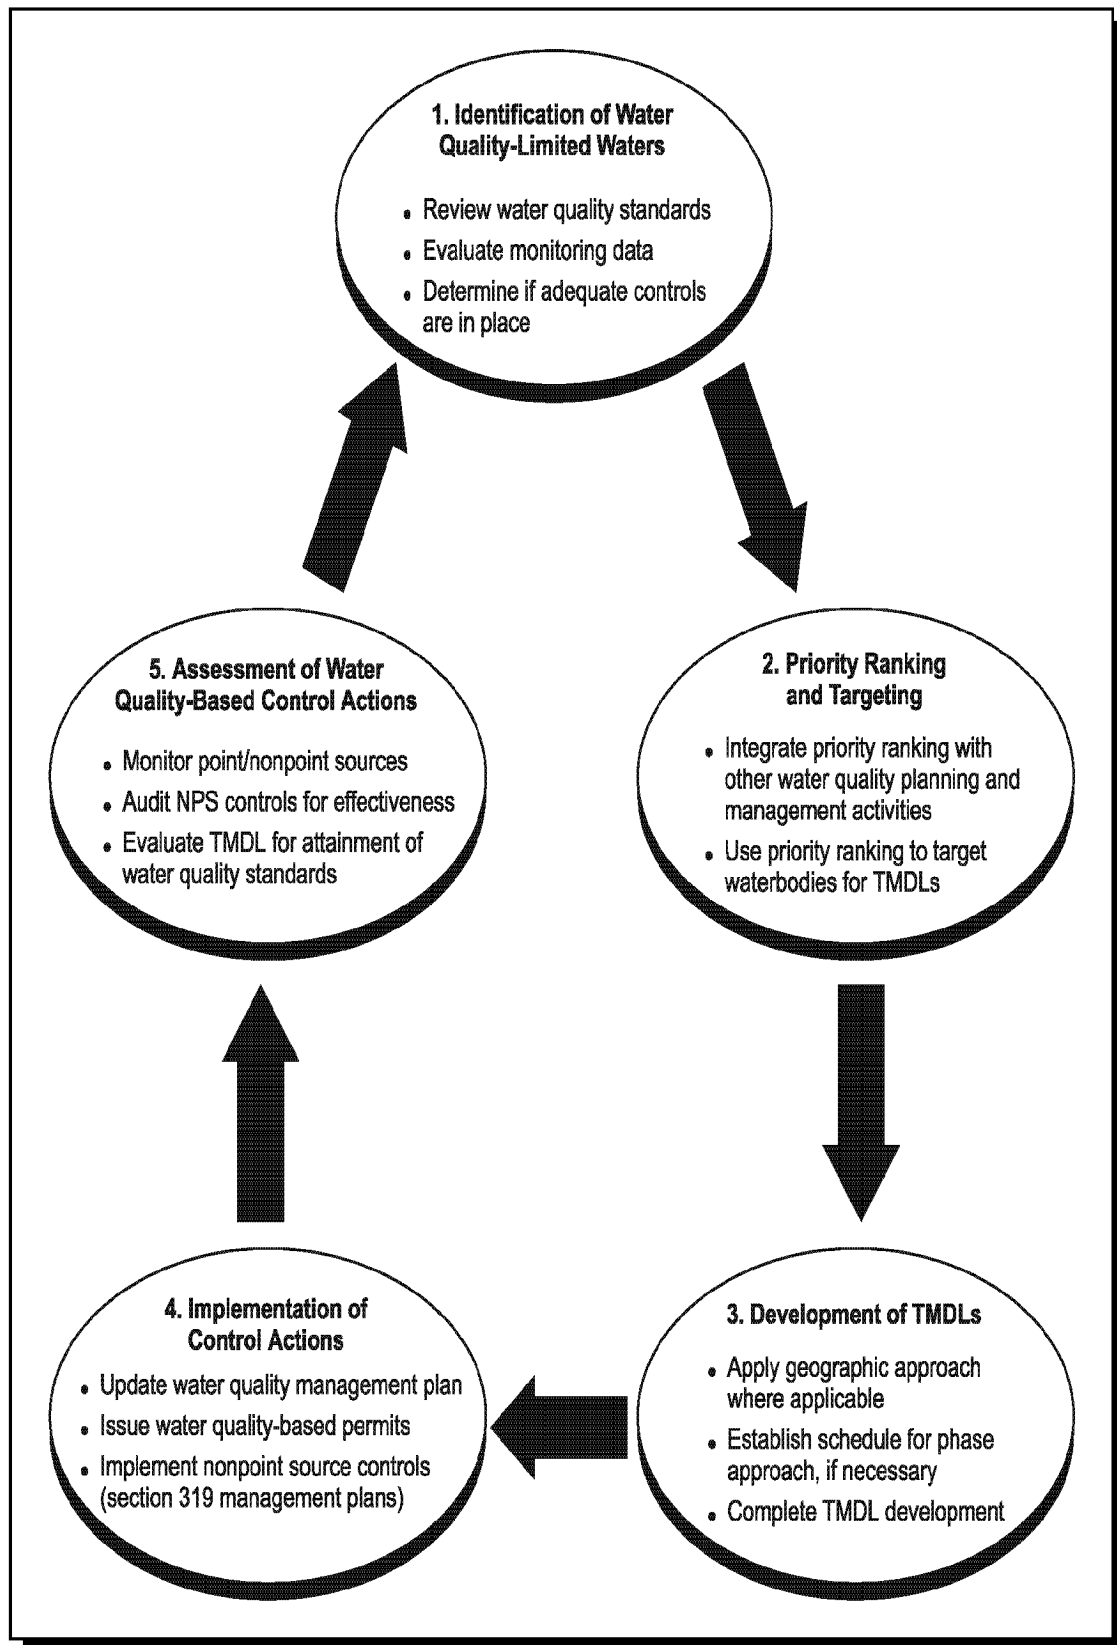 1. Identification of Water
Quality-Limited Waters
• Review water quality standards
• Evaluate monitoring data
• Determine if adequate controls
are in place
2. Priority Ranking
and Targeting
• Integrate priority ranking with
other water quality planning and
management activities
• Use priority ranking to target
waterbodies for TMDLs
3. Development of TMDLs
• Apply geographic approach
where applicable
• Establish schedule for phase
approach, if necessary
• Complete TMDL development
4. Implementation of
Control Actions
• Update water quality management plan
• Issue water quality-based permits
• Implement nonpoint source controls
(section 319 management plans)
5. Assessment of Water
Quality-Based Control Actions
• Monitor point/nonpoint sources
• Audit NPS controls for effectiveness
• Evaluate TMDL for attainment of
water quality standards